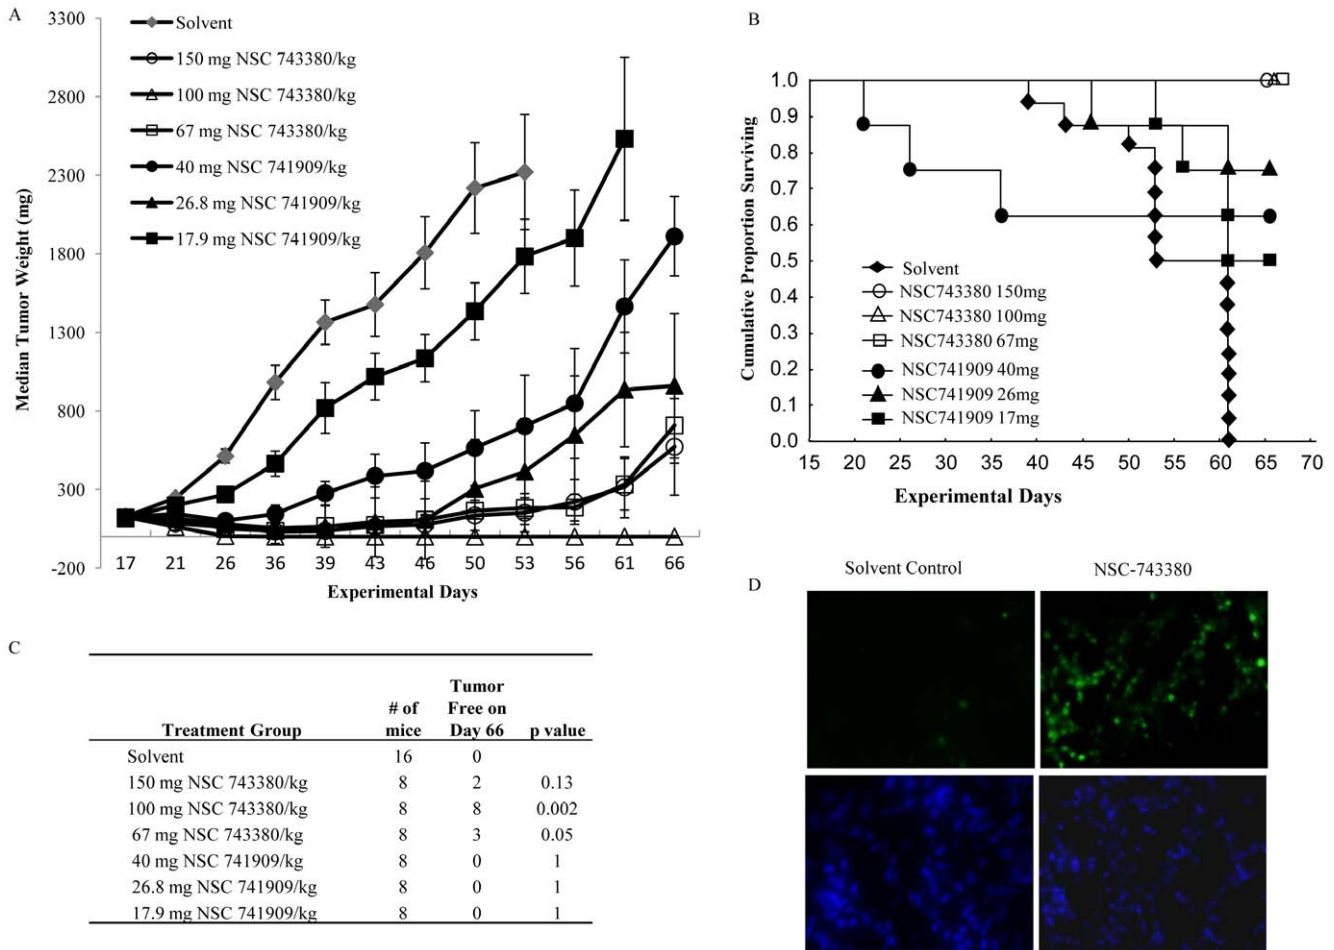 A
3300
2800
2300
1800
1300
800
300
-200
Solvent
150 mg NSC 743380/kg
100 mg NSC 743380/kg
67 mg NSC 743380/kg
40 mg NSC 741909/kg
26.8 mg NSC 741909/kg
17.9 mg NSC 741909/kg
Median Tumor Weight (mg)
17 21 26 36 39 43 46 50 53 56 61 66
Experimental Days
B
1.0
0.9
0.8
0.7
0.6
0.5
0.4
0.3
0.2
0.1
0.0
Cumulative Proportion Surviving
Solvent
NSC743380 150mg
NSC743380 100mg
NSC743380 67mg
NSC741909 40mg
NSC741909 26mg
NSC741909 17mg
15 20 25 30 35 40 45 50 55 60 65 70
Experimental Days
C
Treatment Group # of mice Tumor Free on Day 66 p value
Solvent 16 0
150 mg NSC 743380/kg 8 2 0.13
100 mg NSC 743380/kg 8 8 0.002
67 mg NSC 743380/kg 8 3 0.05
40 mg NSC 741909/kg 8 0 1
26.8 mg NSC 741909/kg 8 0 1
17.9 mg NSC 741909/kg 8 0 1
D
Solvent Control NSC-743380